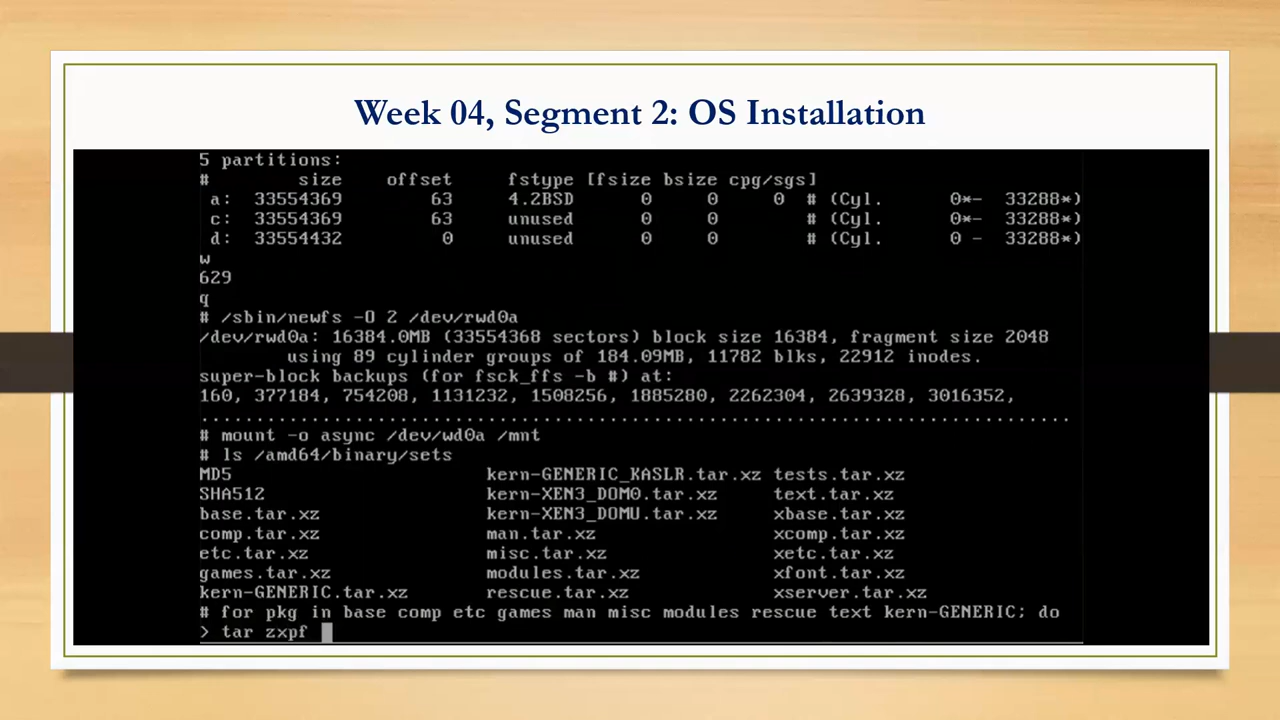 Week 04, Segment 2: OS Installation
5 partitions:
#        size    offset     fstype [fsize bsize cpg/sgs]
 a:  33554369        63     4.2BSD      0     0     0  # (Cyl.      0*-  33288*)
 c:  33554369        63     unused      0     0        # (Cyl.      0*-  33288*)
 d:  33554432         0     unused      0     0        # (Cyl.      0 -  33288*)
w
629
q
# /sbin/newfs -O 2 /dev/rwd0a
/dev/rwd0a: 16384.0MB (33554368 sectors) block size 16384, fragment size 2048
        using 89 cylinder groups of 184.09MB, 11782 blks, 22912 inodes.
super-block backups (for fsck_ffs -b #) at:
160, 377184, 754208, 1131232, 1508256, 1885280, 2262304, 2639328, 3016352,
...............................................................................
# mount -o async /dev/wd0a /mnt
# ls /amd64/binary/sets
MD5                       kern-GENERIC_KASLR.tar.xz tests.tar.xz
SHA512                    kern-XEN3_DOM0.tar.xz     text.tar.xz
base.tar.xz               kern-XEN3_DOMU.tar.xz     xbase.tar.xz
comp.tar.xz               man.tar.xz                xcomp.tar.xz
etc.tar.xz                misc.tar.xz               xetc.tar.xz
games.tar.xz              modules.tar.xz            xfont.tar.xz
kern-GENERIC.tar.xz       rescue.tar.xz             xserver.tar.xz
# for pkg in base comp etc games man misc modules rescue text kern-GENERIC; do
> tar zxpf